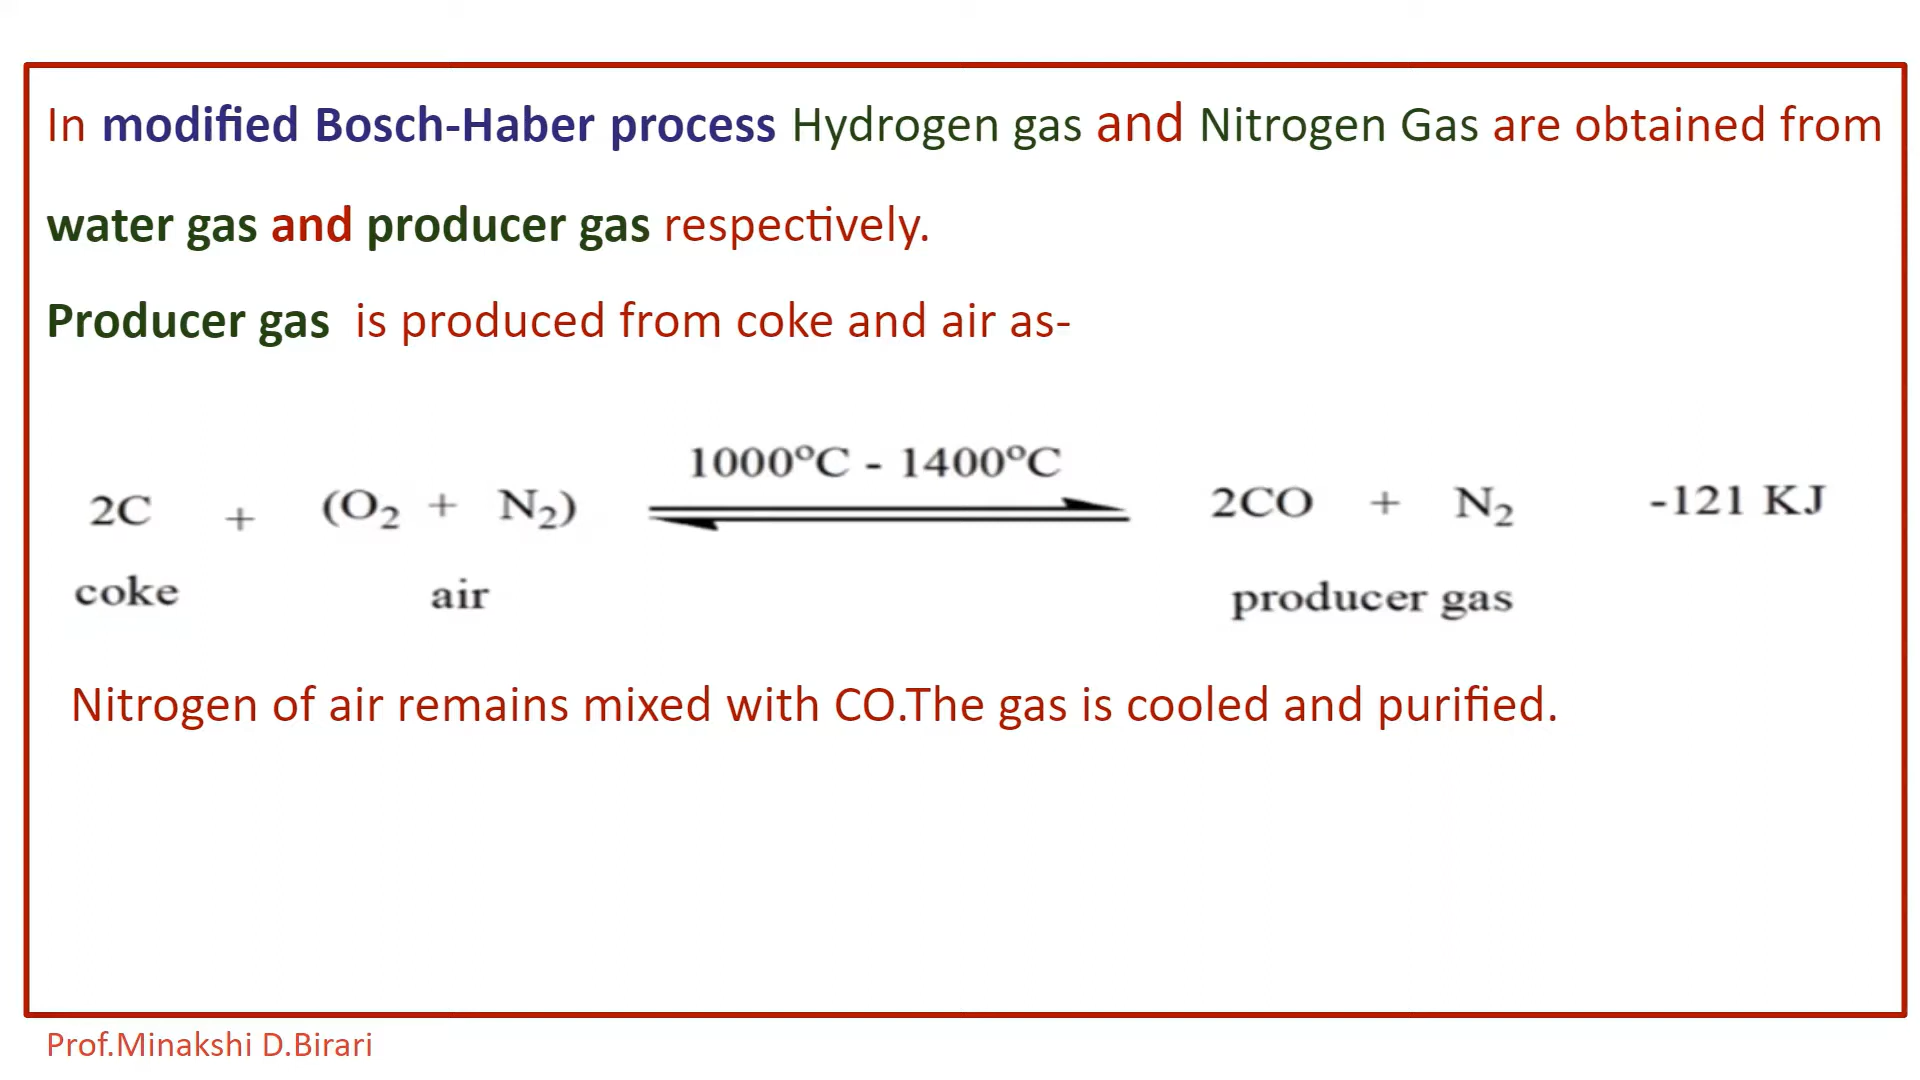 In modified Bosch-Haber process Hydrogen gas and Nitrogen Gas are obtained from
water gas and producer gas respectively.
Producer gas is produced from coke and air as-
1000°C - 1400°C
2C + (O₂ + N₂) ⇌ 2CO + N₂ -121 KJ
coke air producer gas
Nitrogen of air remains mixed with CO.The gas is cooled and purified.
Prof.Minakshi D.Birari